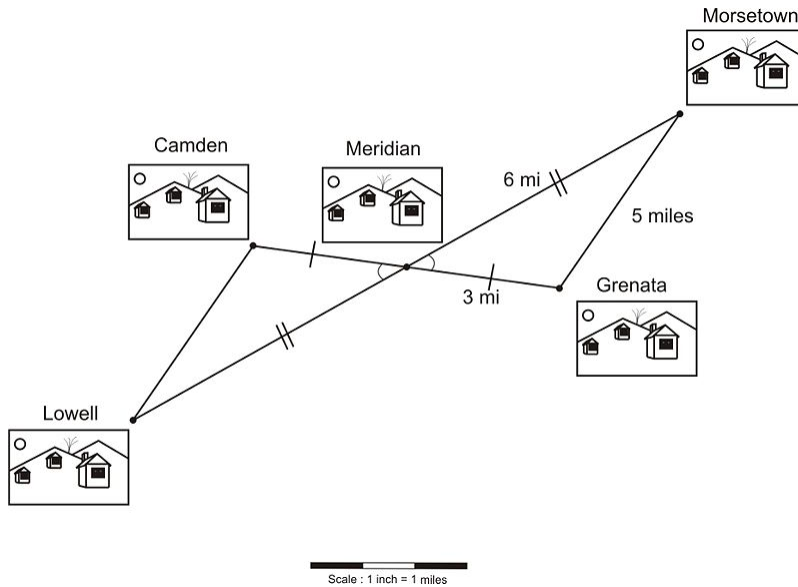 Morsetown
Camden
Meridian
6 mi
5 miles
3 mi
Grenata
Lowell
Scale : 1 inch = 1 miles